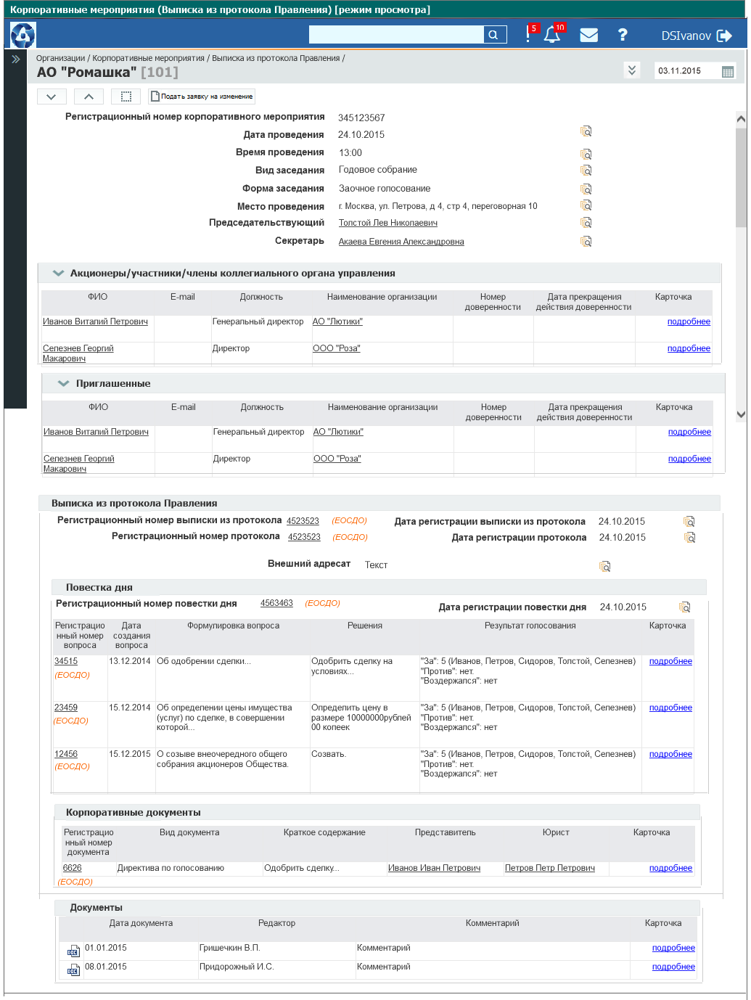 Корпоративные мероприятия (Выписка из протокола Правления) [режим просмотра]
5
10
?
DSIvanov
Организации / Корпоративные мероприятия / Выписка из протокола Правления /
АО "Ромашка" [101]
03.11.2015
Подать заявку на изменение
Регистрационный номер корпоративного мероприятия 345123567
Дата проведения 24.10.2015
Время проведения 13:00
Вид заседания Годовое собрание
Форма заседания Заочное голосование
Место проведения г. Москва, ул. Петрова, д 4, стр 4, переговорная 10
Председательствующий Толстой Лев Николаевич
Секретарь Акаева Евгения Александровна
Акционеры/участники/члены коллегиального органа управления
ФИО E-mail Должность Наименование организации Номер Дата прекращения Карточка
доверенности действия доверенности
Иванов Виталий Петрович Генеральный директор АО "Лютики" подробнее
Селезнев Георгий Директор ООО "Роза" подробнее
Макарович
Приглашенные
ФИО E-mail Должность Наименование организации Номер Дата прекращения Карточка
доверенности действия доверенности
Иванов Виталий Петрович Генеральный директор АО "Лютики" подробнее
Селезнев Георгий Директор ООО "Роза" подробнее
Макарович
Выписка из протокола Правления
Регистрационный номер выписки из протокола 4523523 (ЕОСДО) Дата регистрации выписки из протокола 24.10.2015
Регистрационный номер протокола 4523523 (ЕОСДО) Дата регистрации протокола 24.10.2015
Внешний адресат Текст
Повестка дня
Регистрационный номер повестки дня 4563463 (ЕОСДО) Дата регистрации повестки дня 24.10.2015
Регистрацио Дата Формулировка вопроса Решения Результат голосования Карточка
нный номер создания
вопроса вопроса
34515 13.12.2014 Об одобрении сделки... Одобрить сделку на "За": 5 (Иванов, Петров, Сидоров, Толстой, Селезнев) подробнее
(ЕОСДО) условиях... "Против": нет.
"Воздержался": нет
23459 15.12.2014 Об определении цены имущества Определить цену в "За": 5 (Иванов, Петров, Сидоров, Толстой, Селезнев) подробнее
(ЕОСДО) (услуг) по сделке, в совершении размере 10000000рублей "Против": нет.
которой... 00 копеек "Воздержался": нет
12456 15.12.2015 О созыве внеочередного общего Созвать. "За": 5 (Иванов, Петров, Сидоров, Толстой, Селезнев) подробнее
(ЕОСДО) собрания акционеров Общества. "Против": нет.
"Воздержался": нет
Корпоративные документы
Регистрацио Вид документа Краткое содержание Представитель Юрист Карточка
нный номер
документа
6626 Директива по голосованию Одобрить сделку... Иванов Иван Петрович Петров Петр Петрович подробнее
(ЕОСДО)
Документы
Дата документа Редактор Комментарий Карточка
01.01.2015 Гришечкин В.П. Комментарий подробнее
08.01.2015 Придорожный И.С. Комментарий подробнее